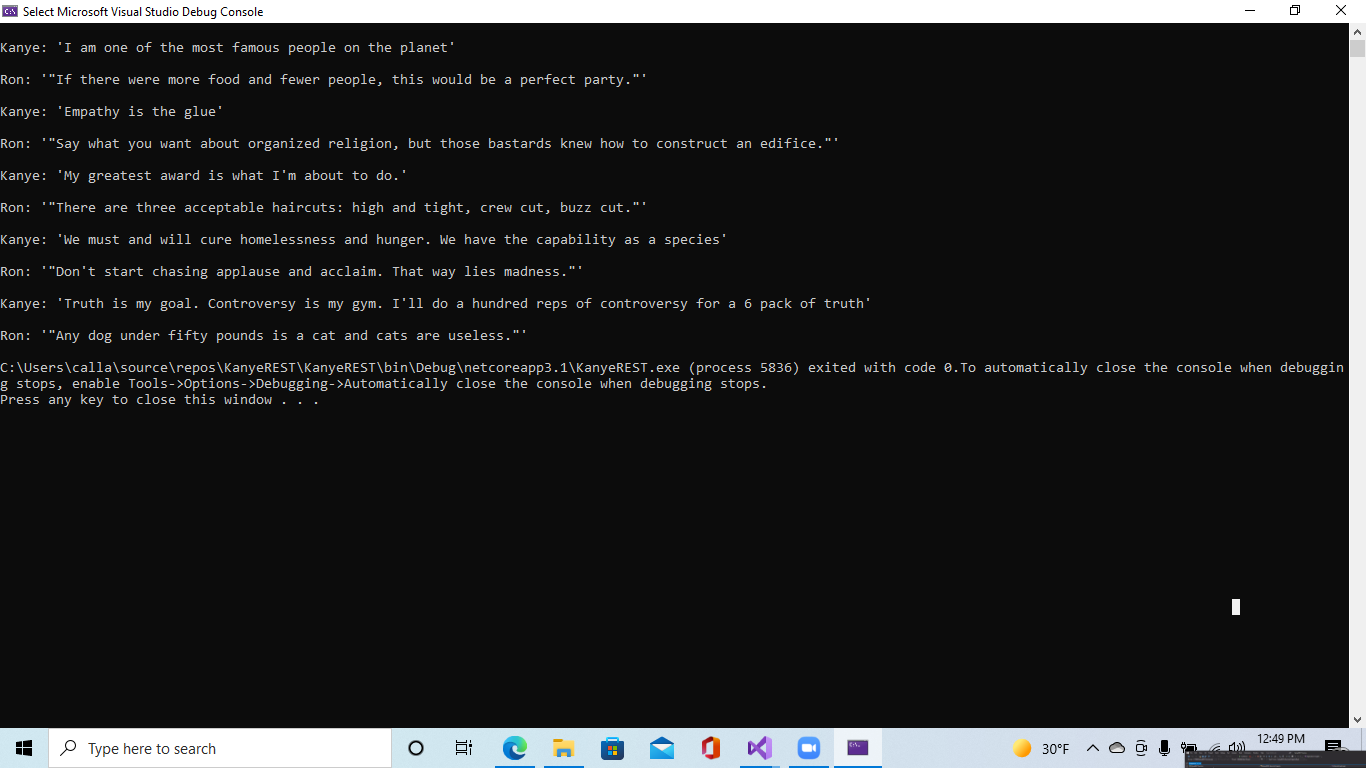 Select Microsoft Visual Studio Debug Console
Kanye: 'I am one of the most famous people on the planet'
Ron: '"If there were more food and fewer people, this would be a perfect party."'
Kanye: 'Empathy is the glue'
Ron: '"Say what you want about organized religion, but those bastards knew how to construct an edifice."'
Kanye: 'My greatest award is what I'm about to do.'
Ron: '"There are three acceptable haircuts: high and tight, crew cut, buzz cut."'
Kanye: 'We must and will cure homelessness and hunger. We have the capability as a species'
Ron: '"Don't start chasing applause and acclaim. That way lies madness."'
Kanye: 'Truth is my goal. Controversy is my gym. I'll do a hundred reps of controversy for a 6 pack of truth'
Ron: '"Any dog under fifty pounds is a cat and cats are useless."'
C:\Users\calla\source\repos\KanyeREST\KanyeREST\bin\Debug\netcoreapp3.1\KanyeREST.exe (process 5836) exited with code 0.To automatically close the console when debuggin
g stops, enable Tools->Options->Debugging->Automatically close the console when debugging stops.
Press any key to close this window . . .
Type here to search
30°F
12:49 PM